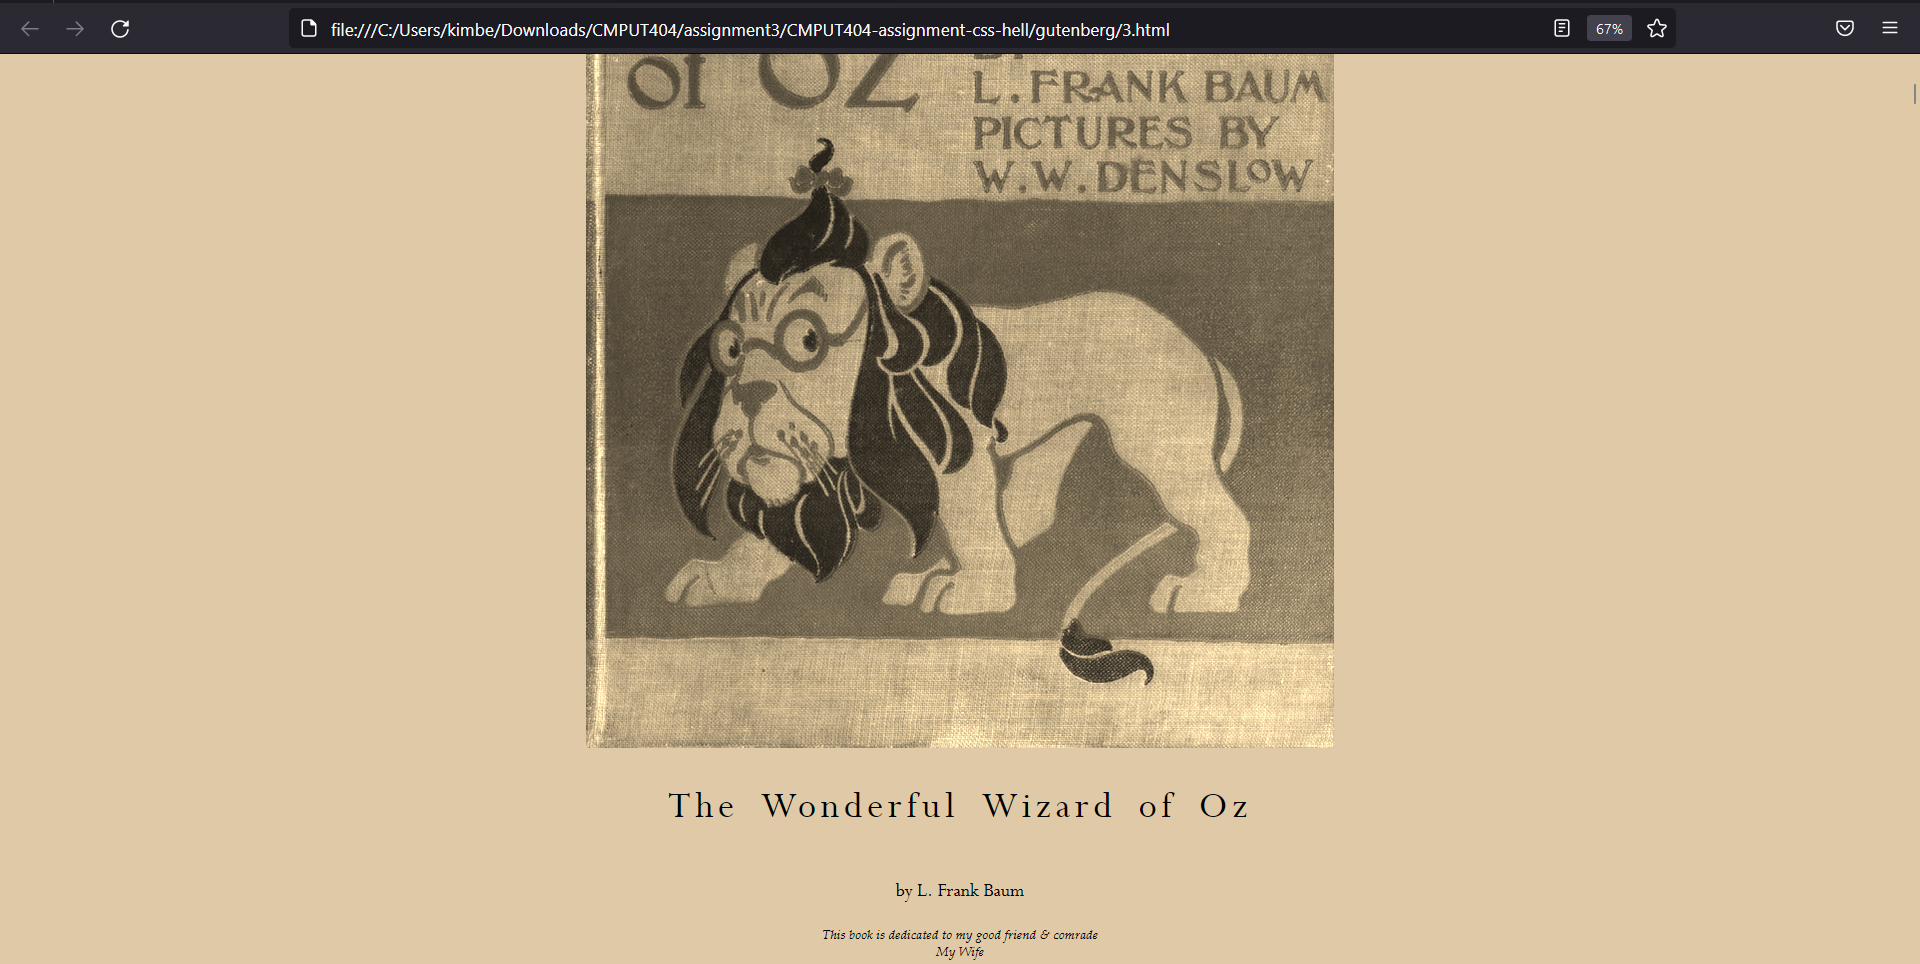 file:///C:/Users/kimbe/Downloads/CMPUT404/assignment3/CMPUT404-assignment-css-hell/gutenberg/3.html
67%
of OZ
L. FRANK BAUM
PICTURES BY
W. W. DENSLOW
The Wonderful Wizard of Oz
by L. Frank Baum
This book is dedicated to my good friend & comrade
My Wife